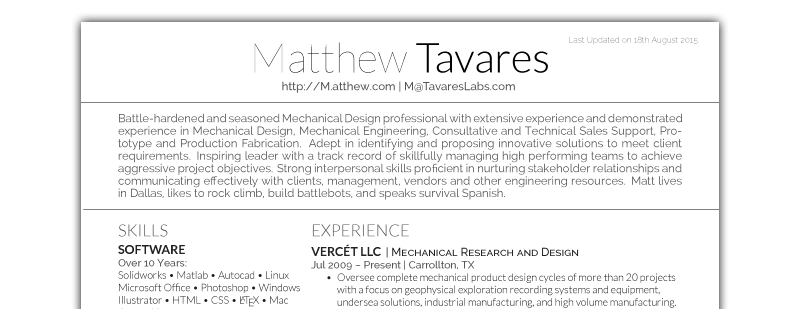 Last Updated on 18th August 2015
Matthew Tavares
http://M.atthew.com | M@TavaresLabs.com
Battle-hardened and seasoned Mechanical Design professional with extensive experience and demonstrated
experience in Mechanical Design, Mechanical Engineering, Consultative and Technical Sales Support, Pro-
totype and Production Fabrication. Adept in identifying and proposing innovative solutions to meet client
requirements. Inspiring leader with a track record of skillfully managing high performing teams to achieve
aggressive project objectives. Strong interpersonal skills proficient in nurturing stakeholder relationships and
communicating effectively with clients, management, vendors and other engineering resources. Matt lives
in Dallas, likes to rock climb, build battlebots, and speaks survival Spanish.
SKILLS
SOFTWARE
Over 10 Years:
Solidworks • Matlab • Autocad • Linux
Microsoft Office • Photoshop • Windows
Illustrator • HTML • CSS • LATEX • Mac
EXPERIENCE
VERCÉT LLC | Mechanical Research and Design
Jul 2009 – Present | Carrollton, TX
• Oversee complete mechanical product design cycles of more than 20 projects
with a focus on geophysical exploration recording systems and equipment,
undersea solutions, industrial manufacturing, and high volume manufacturing.